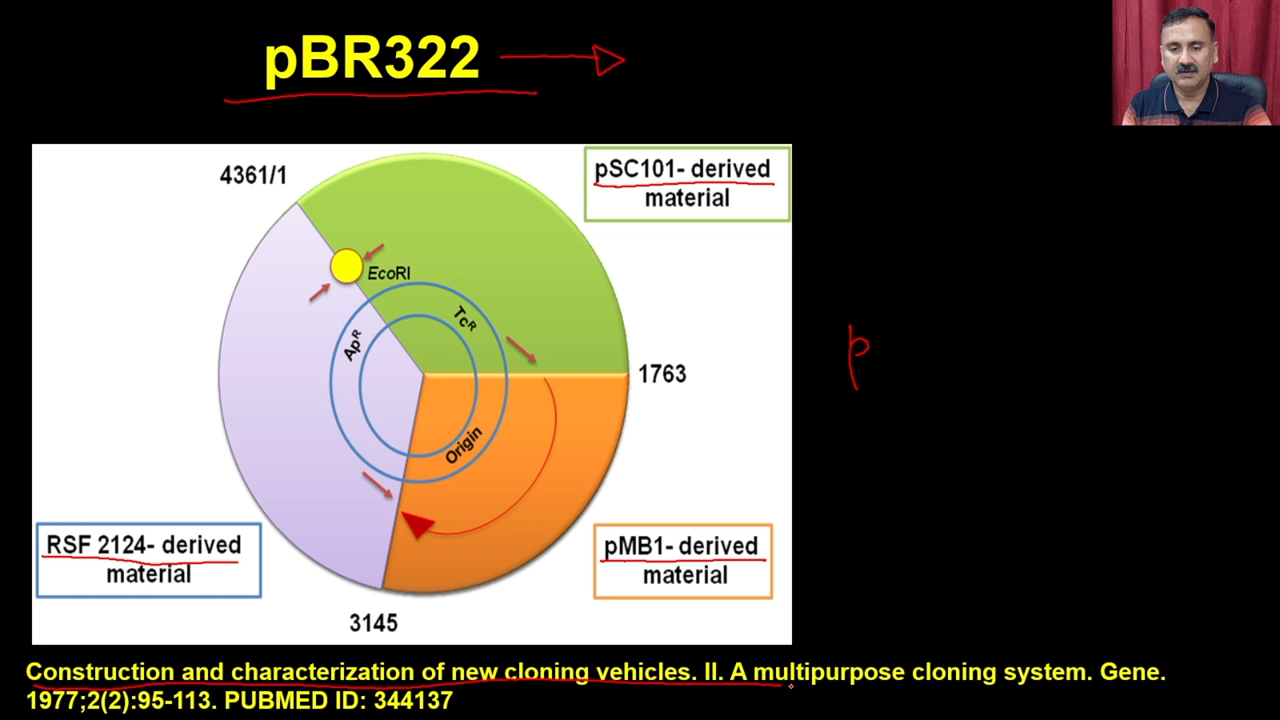 pBR322
4361/1
pSC101- derived
material
EcoRI
TcR
ApR
1763
Origin
p
RSF 2124- derived
material
pMB1- derived
material
3145
Construction and characterization of new cloning vehicles. II. A multipurpose cloning system. Gene.
1977;2(2):95-113. PUBMED ID: 344137